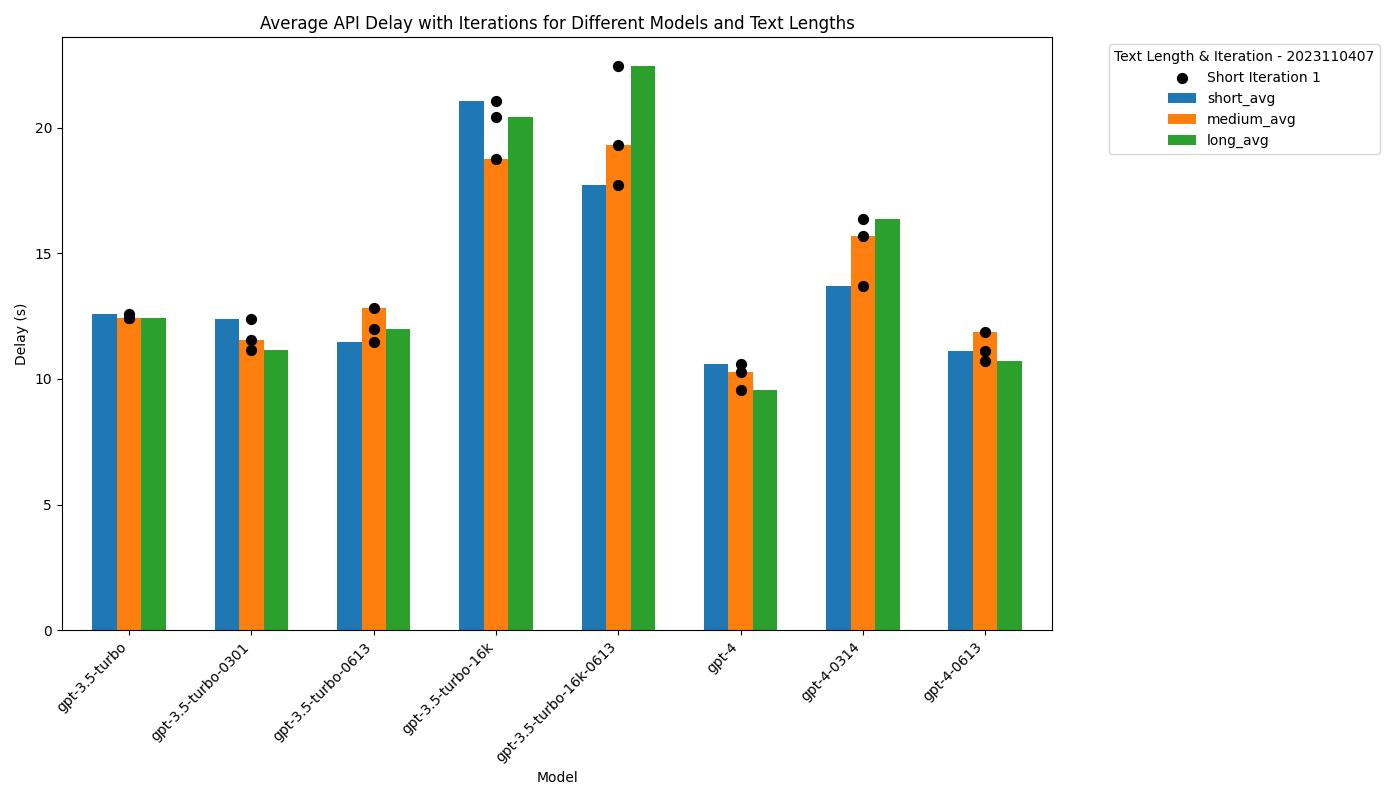 Average API Delay with Iterations for Different Models and Text Lengths
Text Length & Iteration - 2023110407
Short Iteration 1
short_avg
medium_avg
long_avg
Delay (s)
20
15
10
5
0
gpt-3.5-turbo
gpt-3.5-turbo-0301
gpt-3.5-turbo-0613
gpt-3.5-turbo-16k
gpt-3.5-turbo-16k-0613
gpt-4
gpt-4-0314
gpt-4-0613
Model